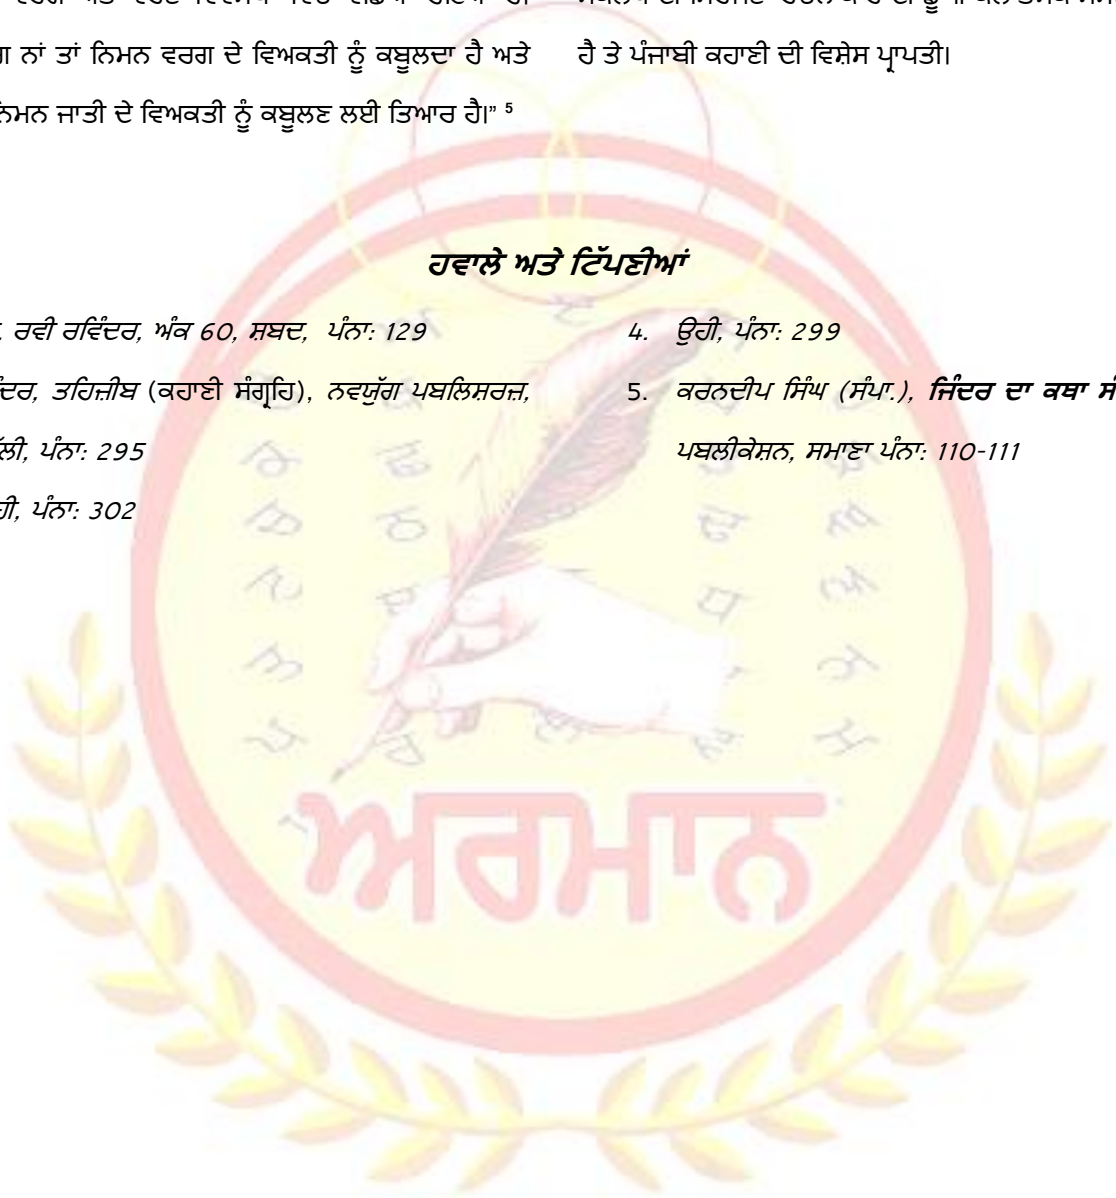 ਨਾਂ ਤਾਂ ਨਿਮਨ ਵਰਗ ਦੇ ਵਿਅਕਤੀ ਨੂੰ ਕਬੂਲਦਾ ਹੈ ਅਤੇ
ਨਿਮਨ ਜਾਤੀ ਦੇ ਵਿਅਕਤੀ ਨੂੰ ਕਬੂਲਣ ਲਈ ਤਿਆਰ ਹੈ।” ⁵
ਹੈ ਤੇ ਪੰਜਾਬੀ ਕਹਾਣੀ ਦੀ ਵਿਸ਼ੇਸ ਪ੍ਰਾਪਤੀ।
ਹਵਾਲੇ ਅਤੇ ਟਿੱਪਣੀਆਂ
ਰਵੀ ਰਵਿੰਦਰ, ਅੰਕ 60, ਸ਼ਬਦ, ਪੰਨਾ: 129
ਤਹਿਜ਼ੀਬ (ਕਹਾਣੀ ਸੰਗ੍ਰਹਿ), ਨਵਯੁੱਗ ਪਬਲਿਸ਼ਰਜ਼,
ਪੰਨਾ: 295
ਪੰਨਾ: 302
4. ਉਹੀ, ਪੰਨਾ: 299
5. ਕਰਨਦੀਪ ਸਿੰਘ (ਸੰਪਾ.), ਜਿੰਦਰ ਦਾ ਕਥਾ
ਪਬਲੀਕੇਸ਼ਨ, ਸਮਾਣਾ ਪੰਨਾ: 110-111
ਅਰਮਾਨ